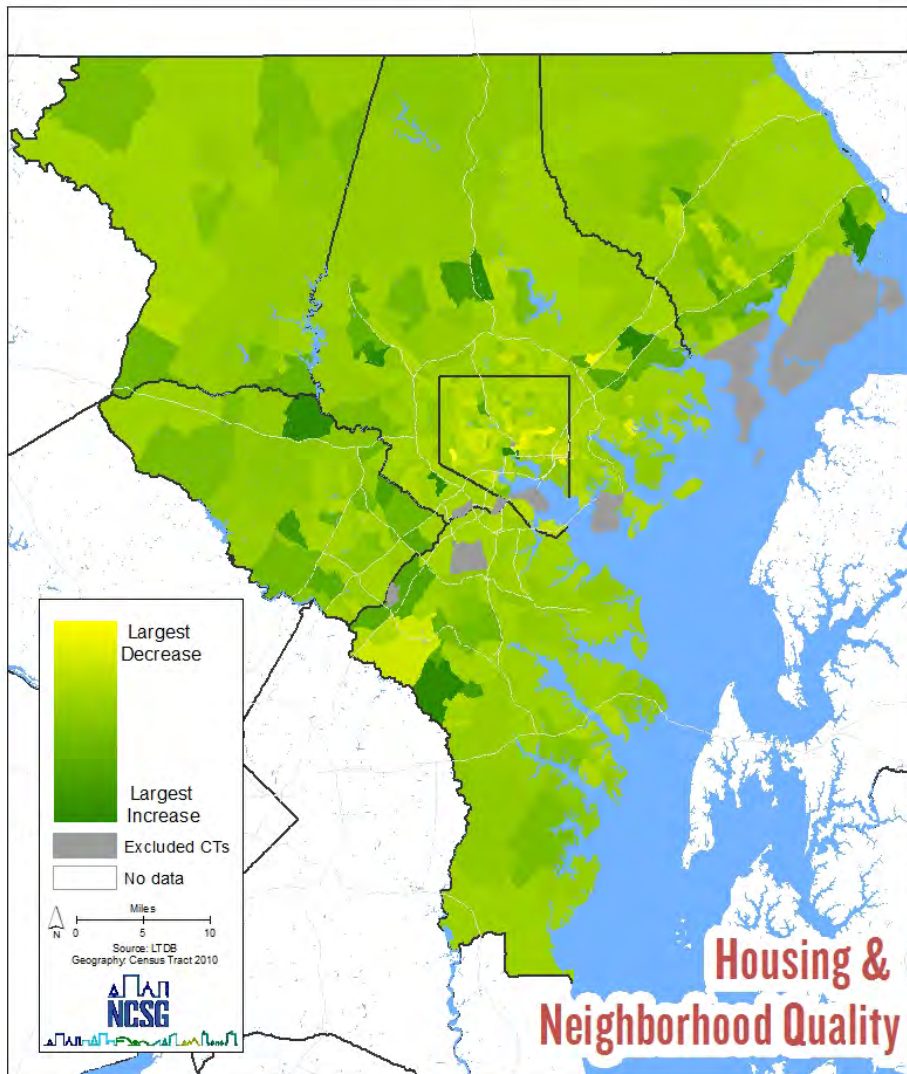 Largest
Decrease
Largest
Increase
Excluded CTs
No data
Miles
N
0 5 10
Source: LTDB
Geography: Census Tract 2010
NCSG
Housing &
Neighborhood Quality